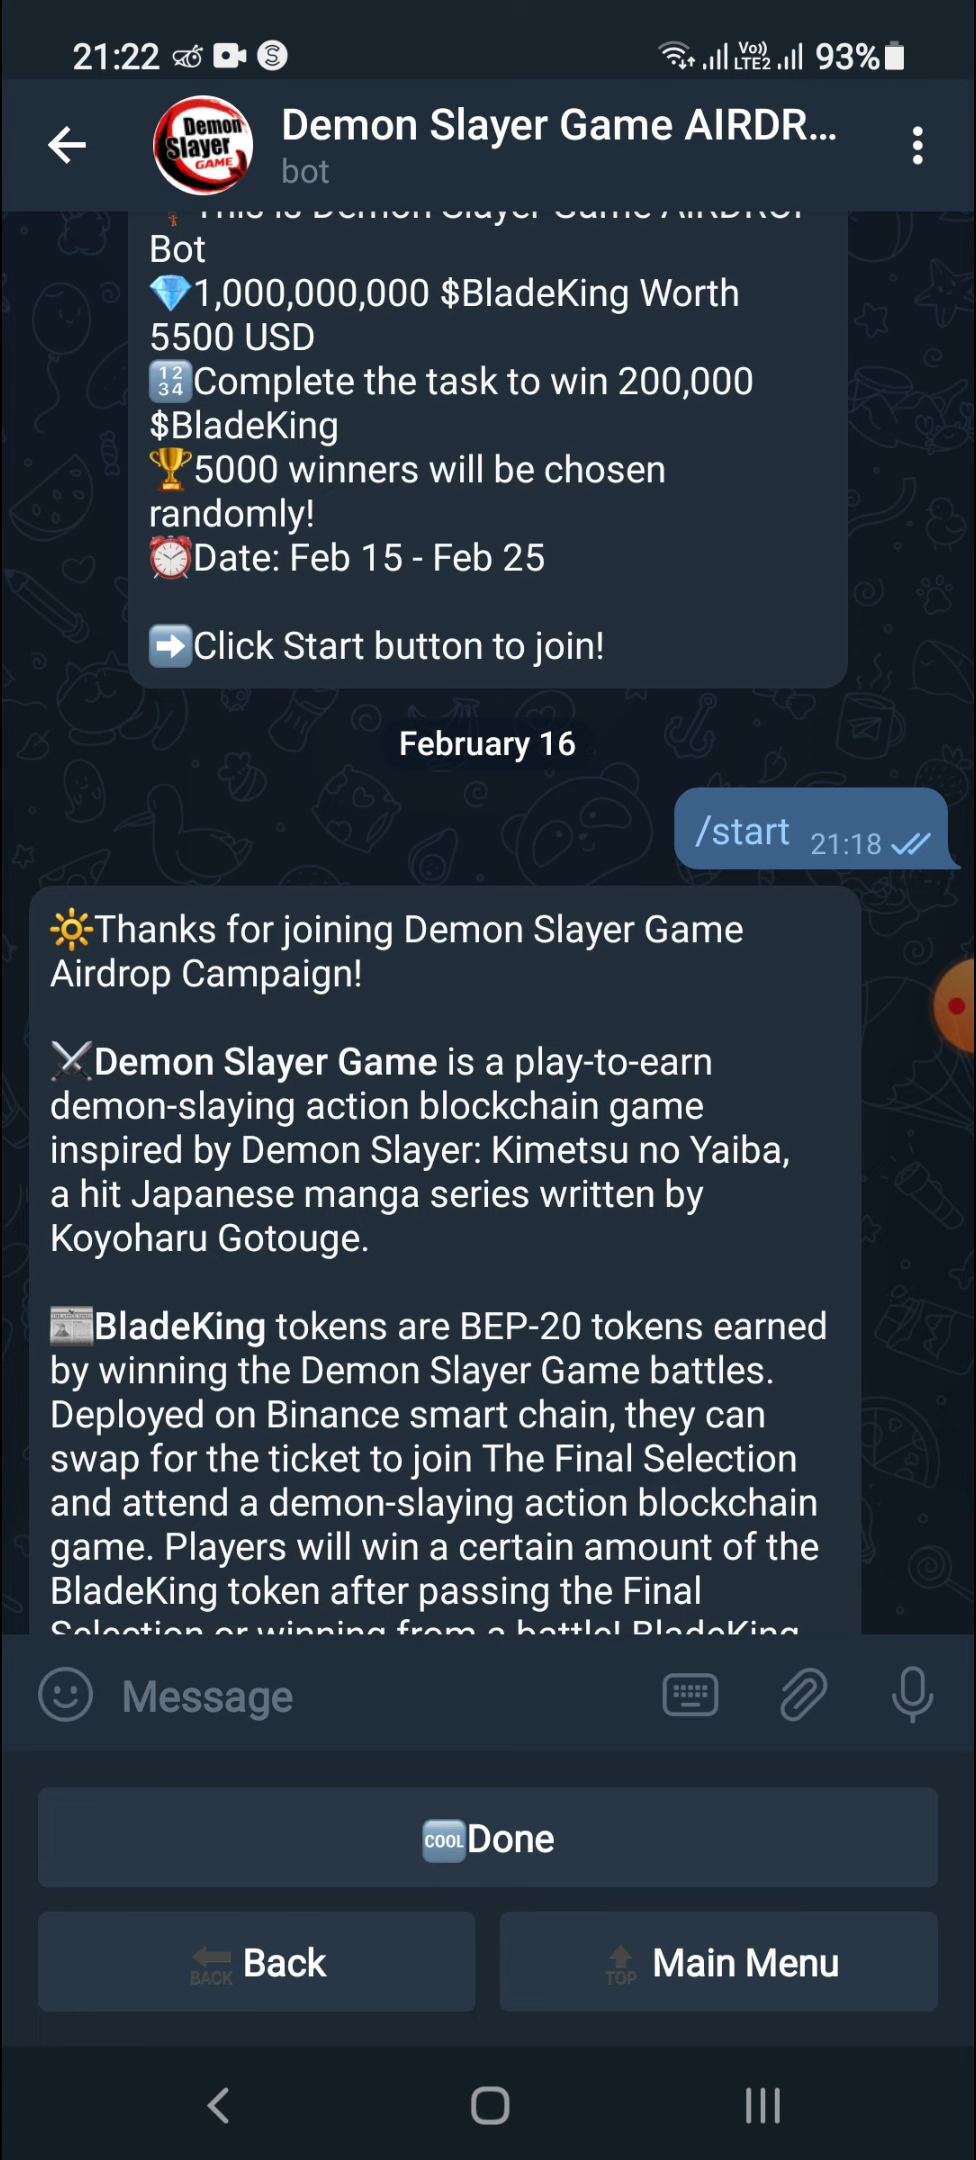 21:22 Vo)) LTE2 93%
Demon Slayer GAME
Demon Slayer Game AIRDR...
bot
This is Demon Slayer Game AIRDROP
Bot
💎1,000,000,000 $BladeKing Worth
5500 USD
🔢Complete the task to win 200,000
$BladeKing
🏆5000 winners will be chosen
randomly!
⏰Date: Feb 15 - Feb 25
➡️Click Start button to join!
February 16
/start 21:18
🔆Thanks for joining Demon Slayer Game
Airdrop Campaign!
⚔️Demon Slayer Game is a play-to-earn
demon-slaying action blockchain game
inspired by Demon Slayer: Kimetsu no Yaiba,
a hit Japanese manga series written by
Koyoharu Gotouge.
📰BladeKing tokens are BEP-20 tokens earned
by winning the Demon Slayer Game battles.
Deployed on Binance smart chain, they can
swap for the ticket to join The Final Selection
and attend a demon-slaying action blockchain
game. Players will win a certain amount of the
BladeKing token after passing the Final
Selection or winning from a battle! BladeKing
Message
🆒Done
🔙 Back
🔝 Main Menu